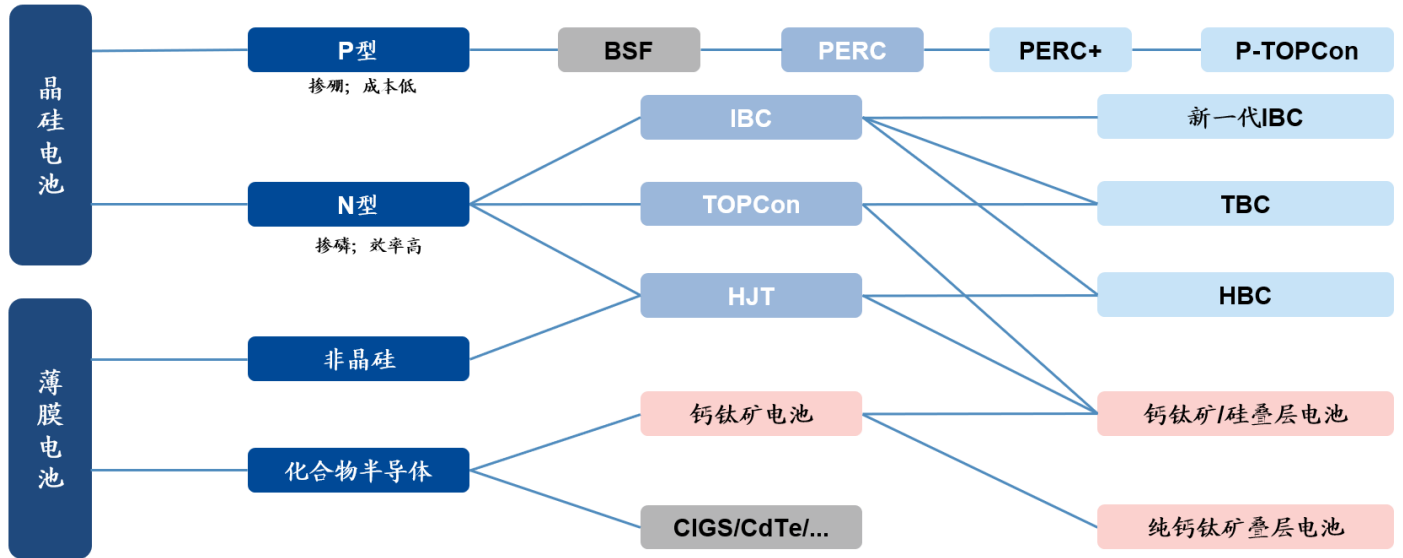 晶硅电池
P型
BSF
PERC
PERC+
P-TOPCon
掺硼；成本低
IBC
新一代IBC
N型
TOPCon
TBC
掺磷；效率高
HJT
HBC
薄膜电池
非晶硅
钙钛矿电池
钙钛矿/硅叠层电池
化合物半导体
CIGS/CdTe/...
纯钙钛矿叠层电池